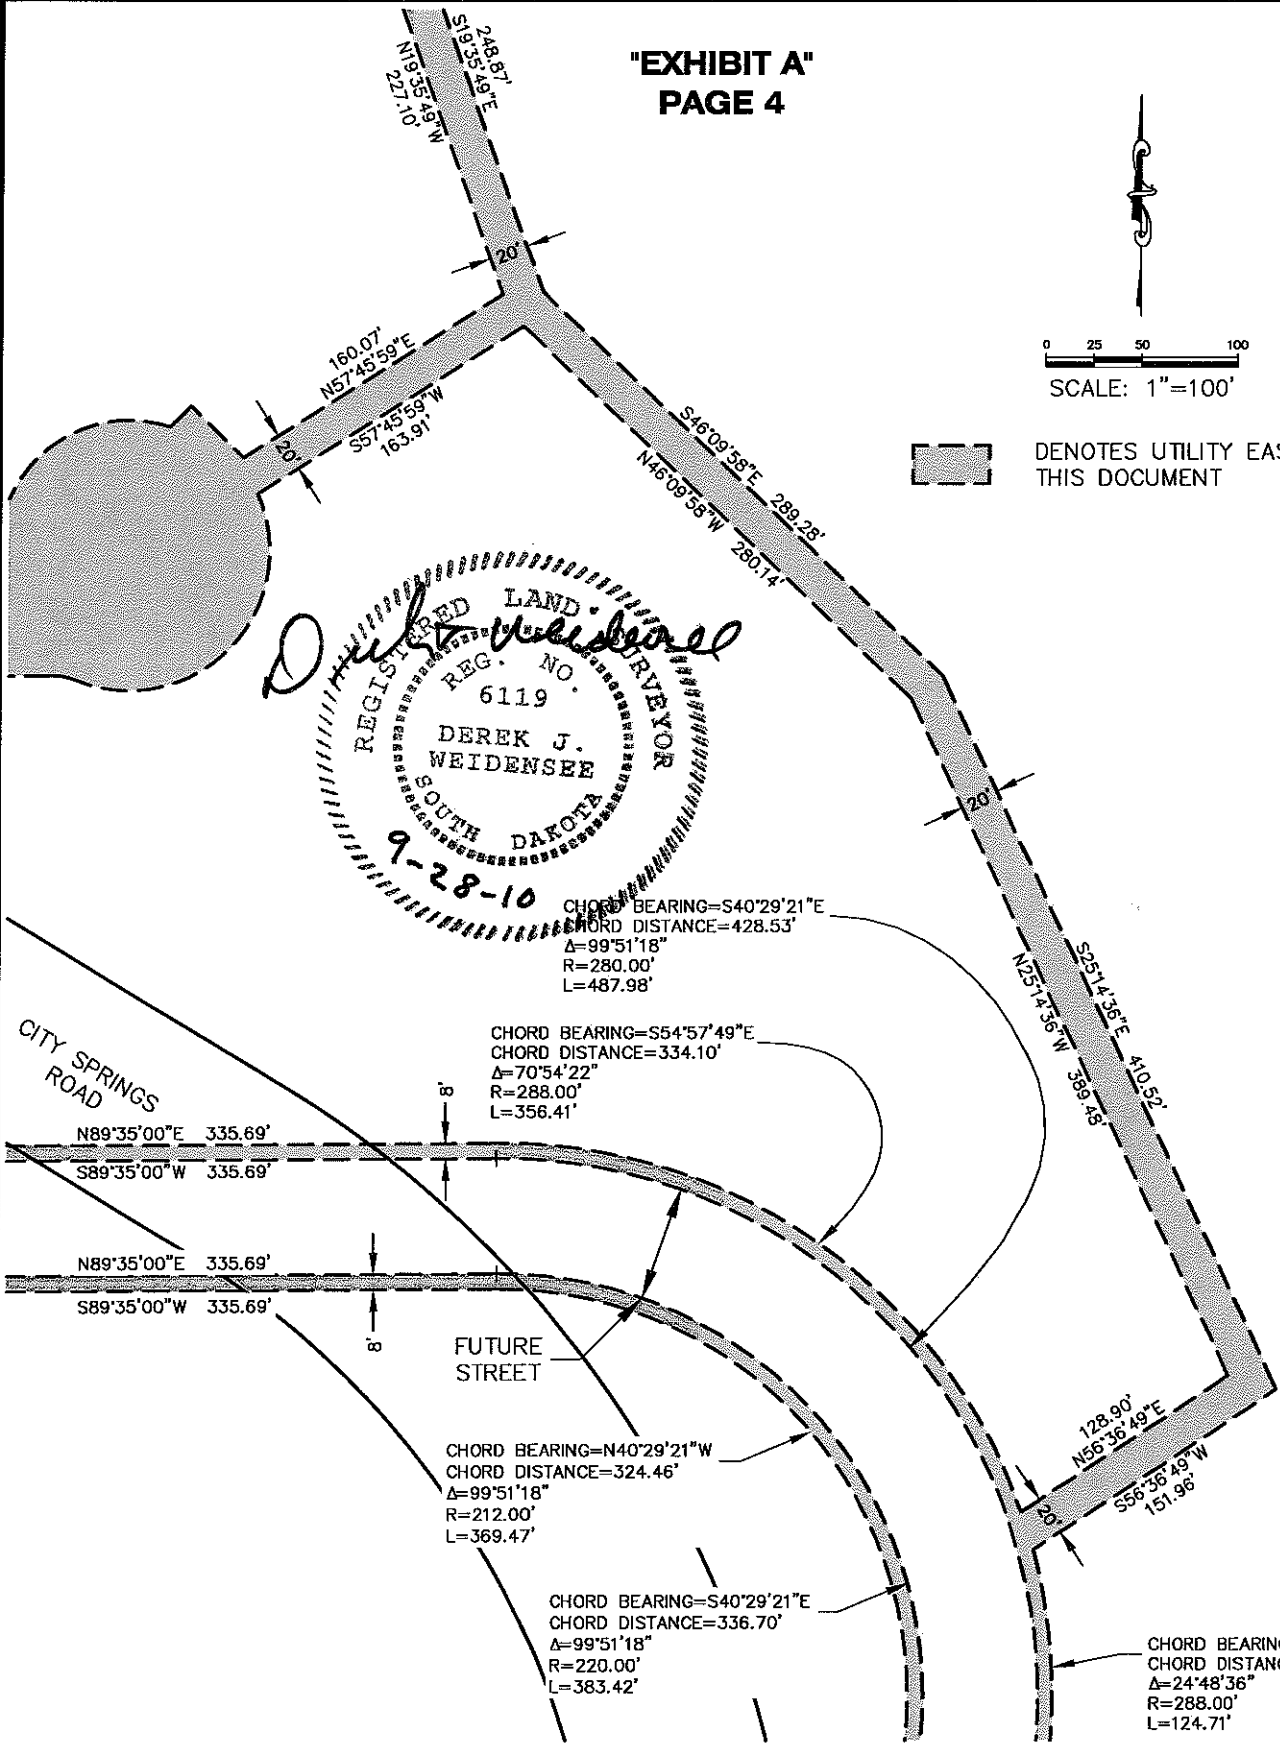 "EXHIBIT A"
PAGE 4
248.87'
S19°35'49"E
N19°35'49"W
227.10'
20'
0 25 50 100
SCALE: 1"=100'
160.07'
N57°45'59"E
S57°45'59"W
163.91'
20'
DENOTES UTILITY EAS
THIS DOCUMENT
S46°09'58"E 289.28'
N46°09'58"W 280.14'
REGISTERED LAND SURVEYOR
REG. NO.
6119
DEREK J.
WEIDENSEE
SOUTH DAKOTA
9-28-10
20'
CHORD BEARING=S40°29'21"E
CHORD DISTANCE=428.53'
Δ=99°51'18"
R=280.00'
L=487.98'
S25°14'36"E 410.52'
N25°14'36"W 389.48'
CHORD BEARING=S54°57'49"E
CHORD DISTANCE=334.10'
Δ=70°54'22"
R=288.00'
L=356.41'
CITY SPRINGS
ROAD
8'
N89°35'00"E 335.69'
S89°35'00"W 335.69'
N89°35'00"E 335.69'
S89°35'00"W 335.69'
8'
FUTURE
STREET
128.90'
N56°36'49"E
S56°36'49"W
151.96'
20'
CHORD BEARING=N40°29'21"W
CHORD DISTANCE=324.46'
Δ=99°51'18"
R=212.00'
L=369.47'
CHORD BEARING=S40°29'21"E
CHORD DISTANCE=336.70'
Δ=99°51'18"
R=220.00'
L=383.42'
CHORD BEARING
CHORD DISTANC
Δ=24°48'36"
R=288.00'
L=124.71'